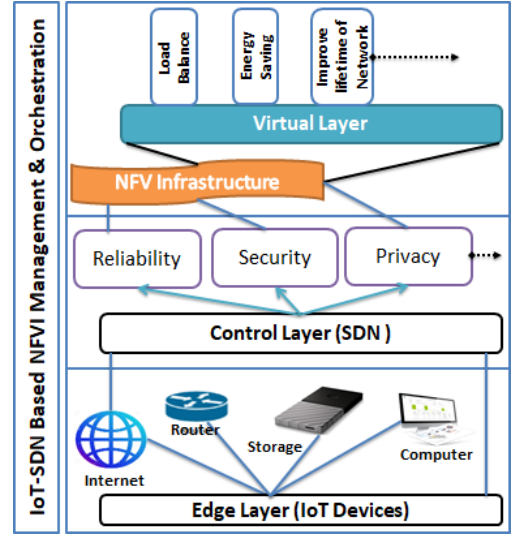 IoT-SDN Based NFVI Management & Orchestration
Load
Balance
Energy
Saving
Improve
lifetime of
Network
Virtual Layer
NFV Infrastructure
Reliability
Security
Privacy
Control Layer (SDN )
Router
Storage
Computer
Internet
Edge Layer (IoT Devices)